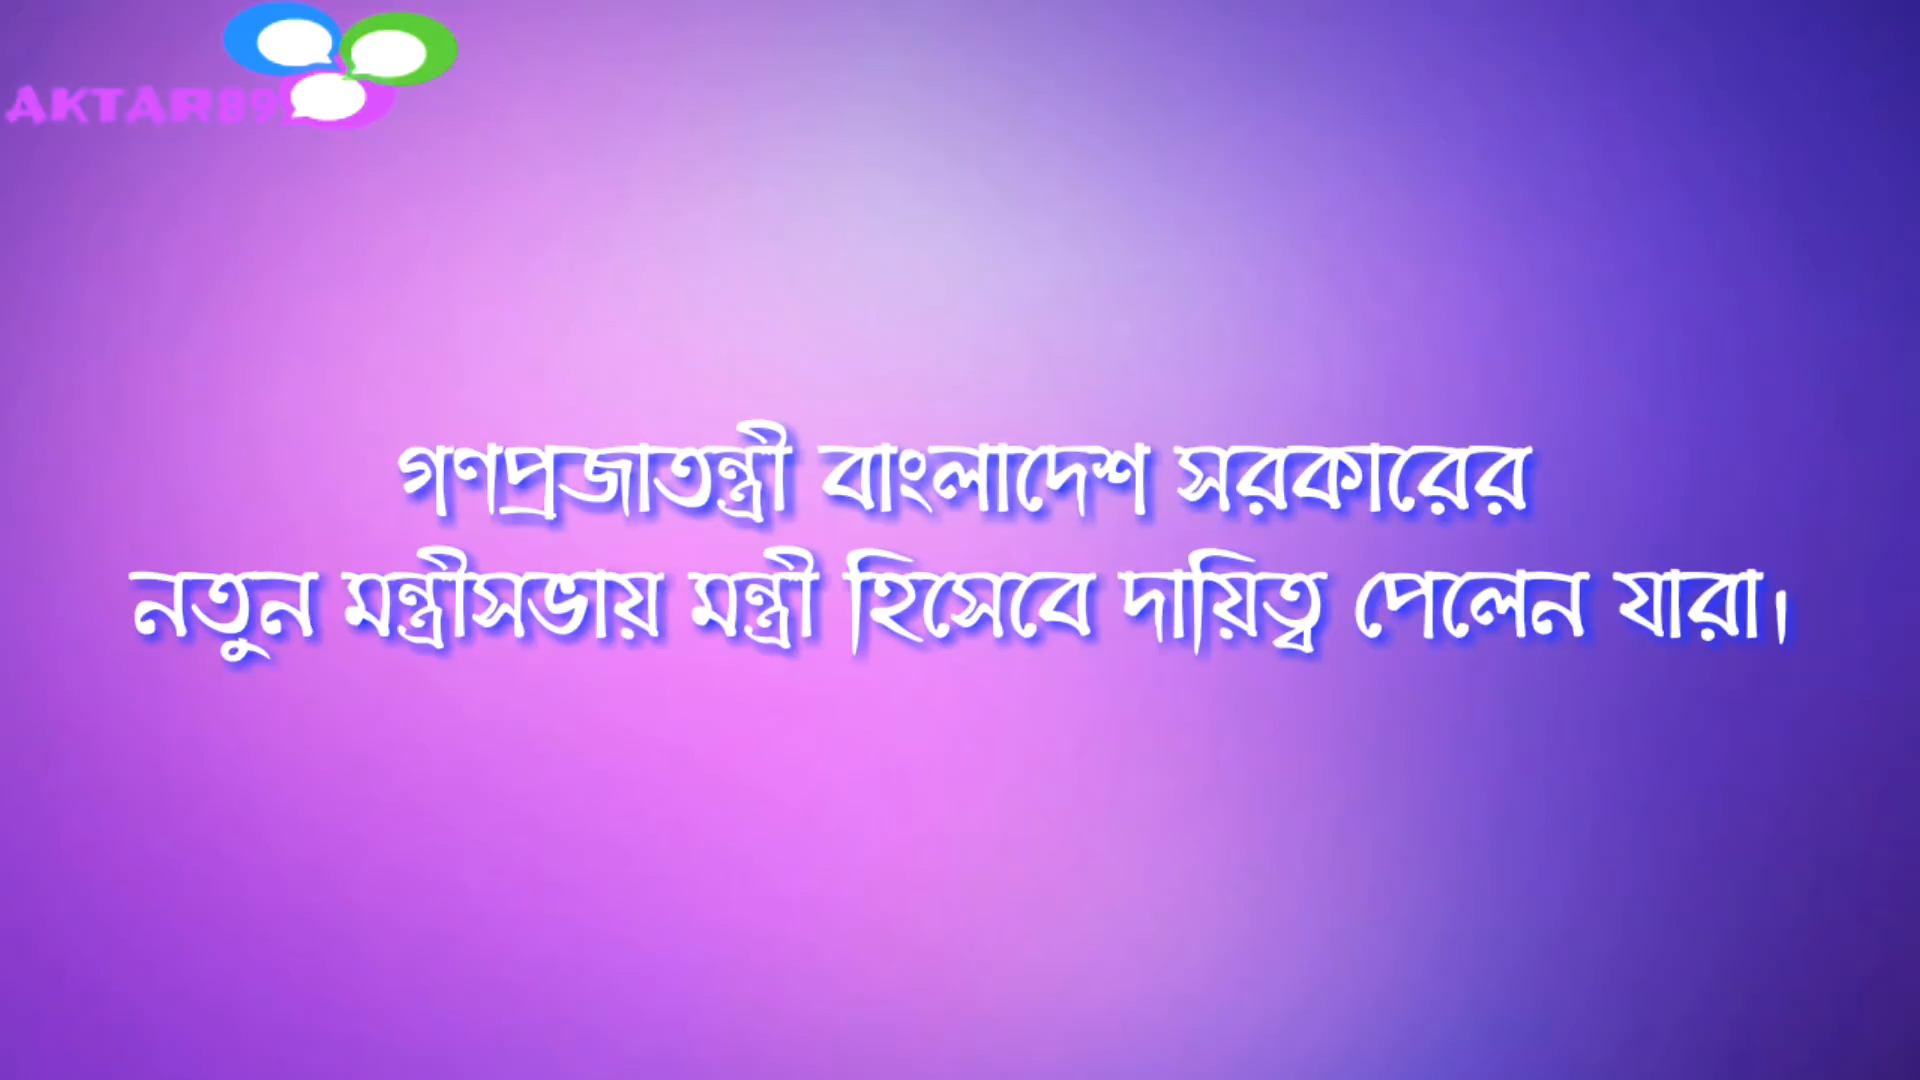 AKTAR89
গণপ্রজাতন্ত্রী বাংলাদেশ সরকারের
নতুন মন্ত্রীসভায় মন্ত্রী হিসেবে দায়িত্ব পেলেন যারা।